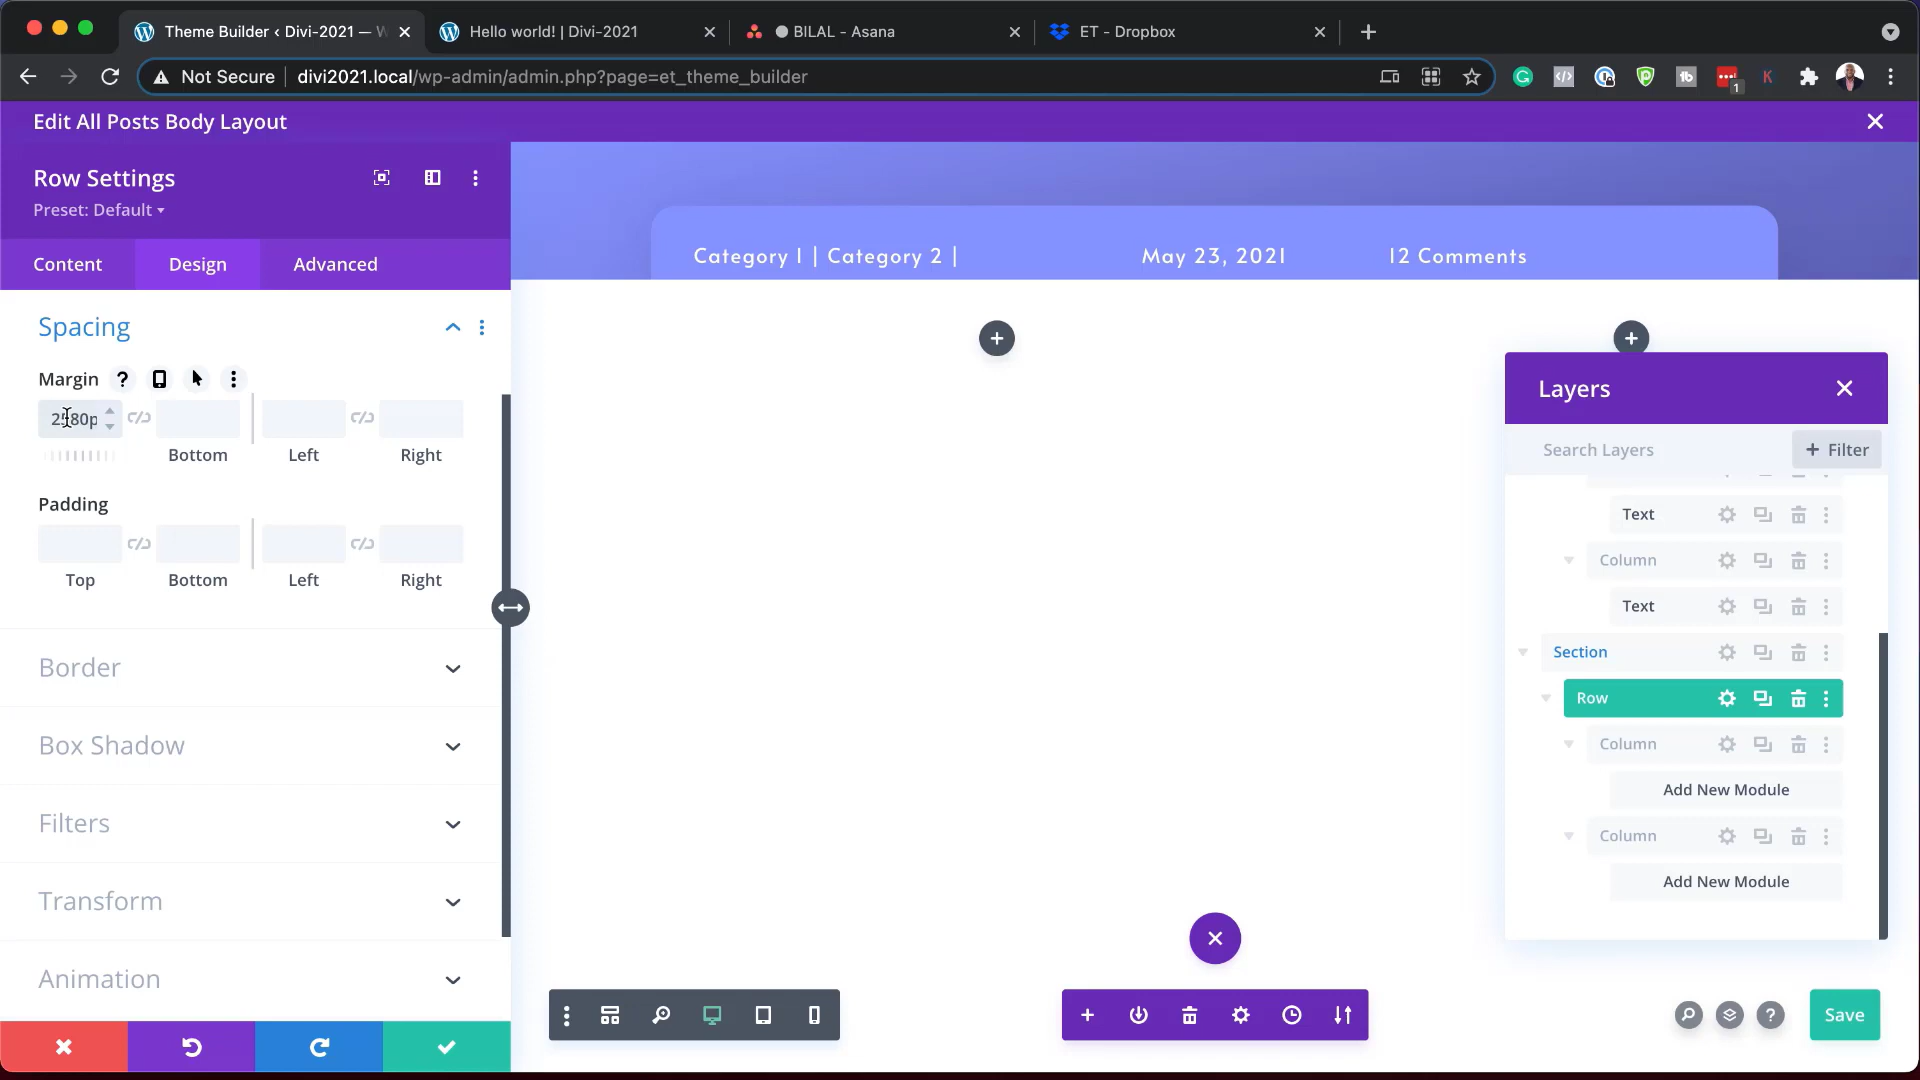 Theme Builder ‹ Divi-2021 — W
Hello world! | Divi-2021
BILAL - Asana
ET - Dropbox
Not Secure
divi2021.local/wp-admin/admin.php?page=et_theme_builder
1
Edit All Posts Body Layout
Row Settings
Preset: Default
Content
Design
Advanced
Category 1 | Category 2 |
May 23, 2021
12 Comments
Spacing
Margin
Bottom
Left
Right
Padding
Top
Bottom
Left
Right
Border
Box Shadow
Filters
Transform
Animation
Layers
Search Layers
+ Filter
Text
Column
Text
Section
Row
Column
Add New Module
Column
Add New Module
Save